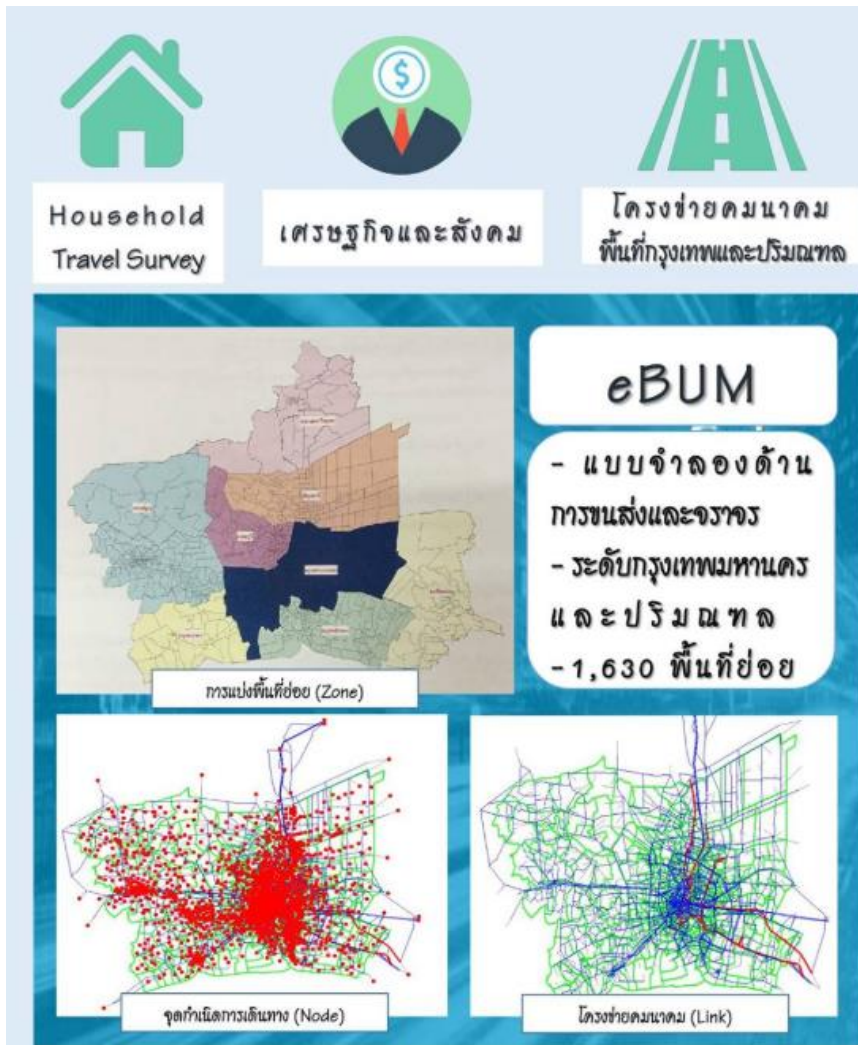 $
Household
Travel Survey
เศรษฐกิจและสังคม
โครงข่ายคมนาคม
พื้นที่กรุงเทพและปริมณฑล
eBUM
- แบบจำลองด้าน
การขนส่งและจราจร
- ระดับกรุงเทพมหานคร
และปริมณฑล
-1,630 พื้นที่ย่อย
การแบ่งพื้นที่ย่อย (Zone)
จุดกำเนิดการเดินทาง (Node)
โครงข่ายคมนาคม (Link)